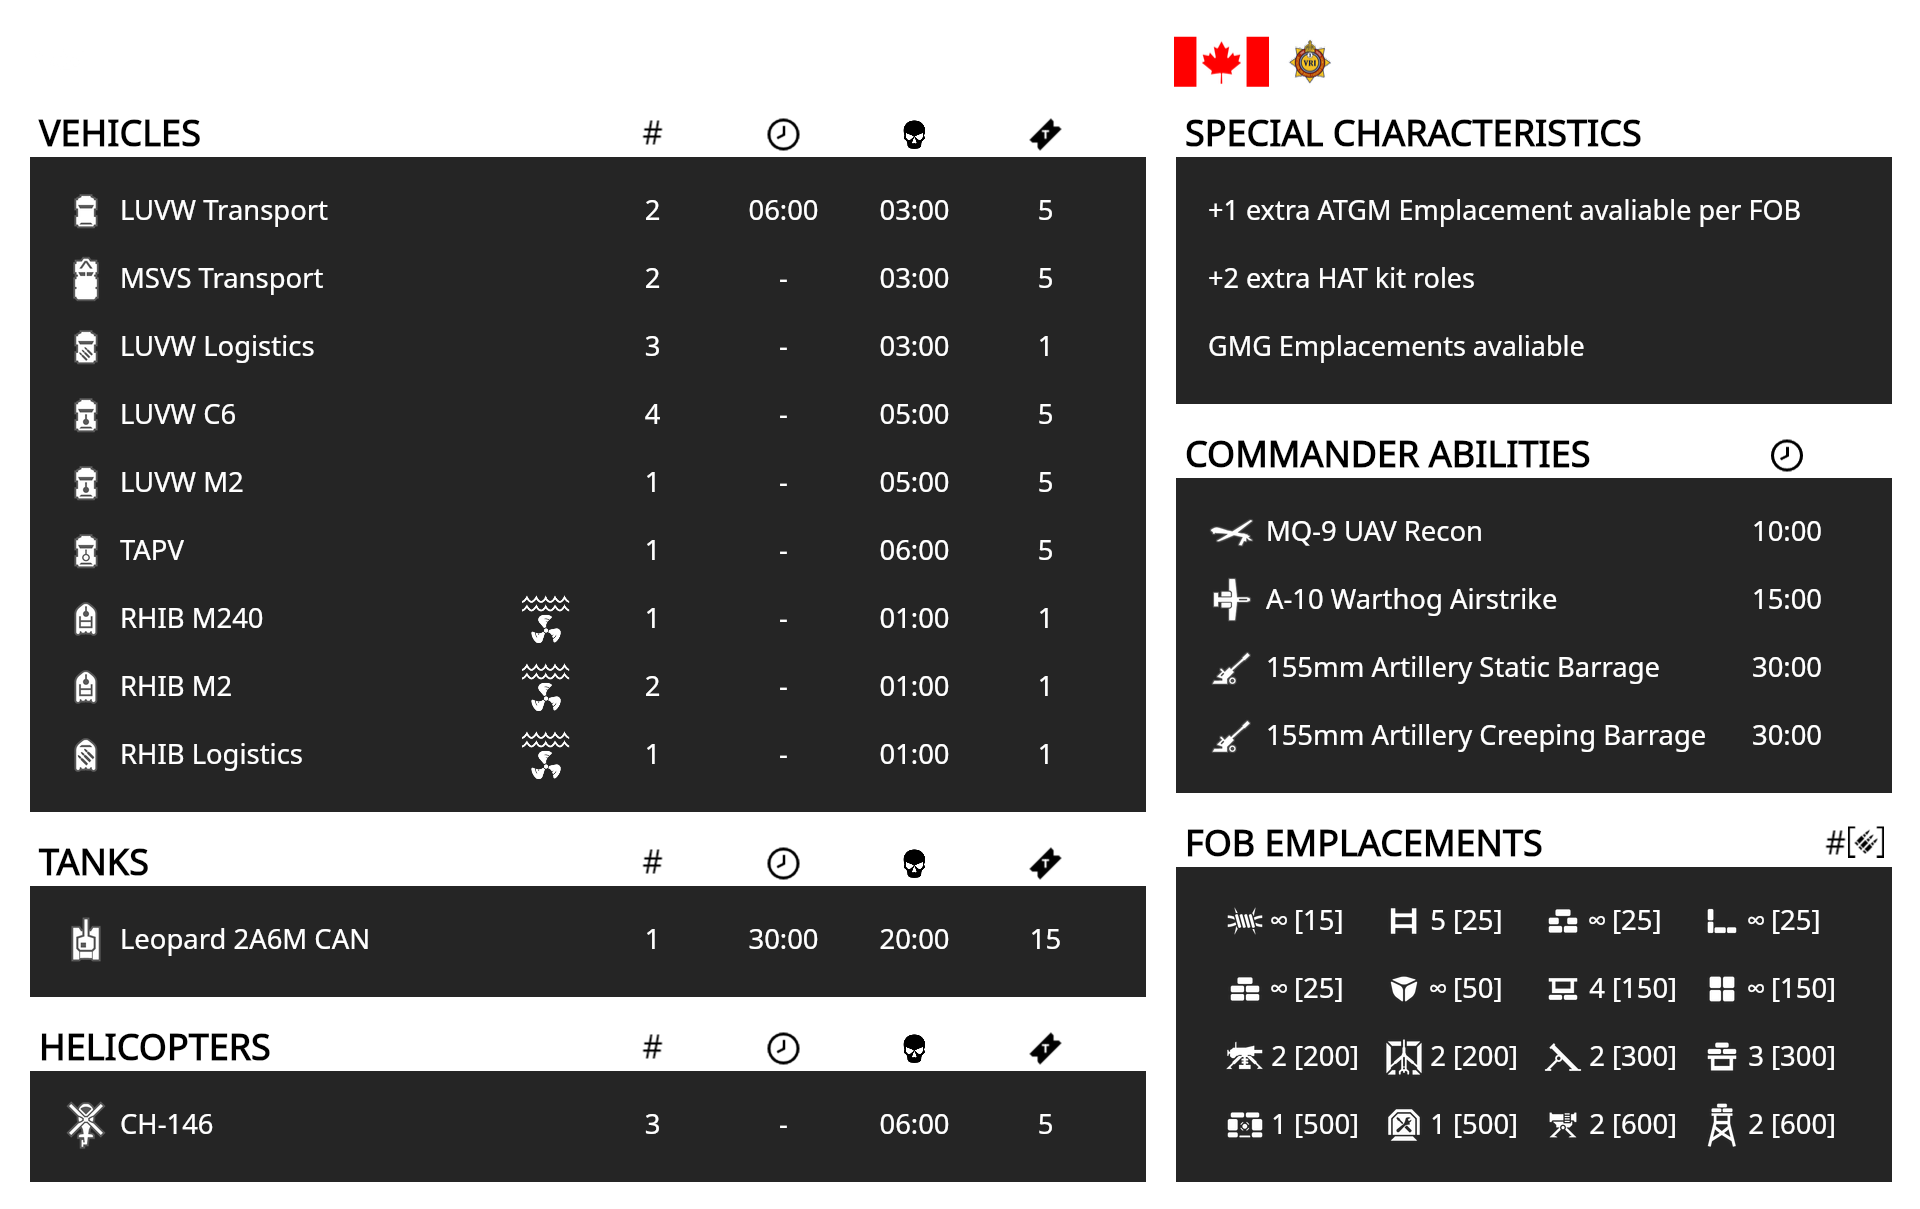 VRI
VEHICLES #
LUVW Transport 2 06:00 03:00 5
MSVS Transport 2 - 03:00 5
LUVW Logistics 3 - 03:00 1
LUVW C6 4 - 05:00 5
LUVW M2 1 - 05:00 5
TAPV 1 - 06:00 5
RHIB M240 1 - 01:00 1
RHIB M2 2 - 01:00 1
RHIB Logistics 1 - 01:00 1
TANKS # T
Leopard 2A6M CAN 1 30:00 20:00 15
HELICOPTERS # T
CH-146 3 - 06:00 5
SPECIAL CHARACTERISTICS
+1 extra ATGM Emplacement avaliable per FOB
+2 extra HAT kit roles
GMG Emplacements avaliable
COMMANDER ABILITIES
MQ-9 UAV Recon 10:00
A-10 Warthog Airstrike 15:00
155mm Artillery Static Barrage 30:00
155mm Artillery Creeping Barrage 30:00
FOB EMPLACEMENTS #[]
∞ [15] 5 [25] ∞ [25] ∞ [25]
∞ [25] ∞ [50] 4 [150] ∞ [150]
2 [200] 2 [200] 2 [300] 3 [300]
1 [500] 1 [500] 2 [600] 2 [600]